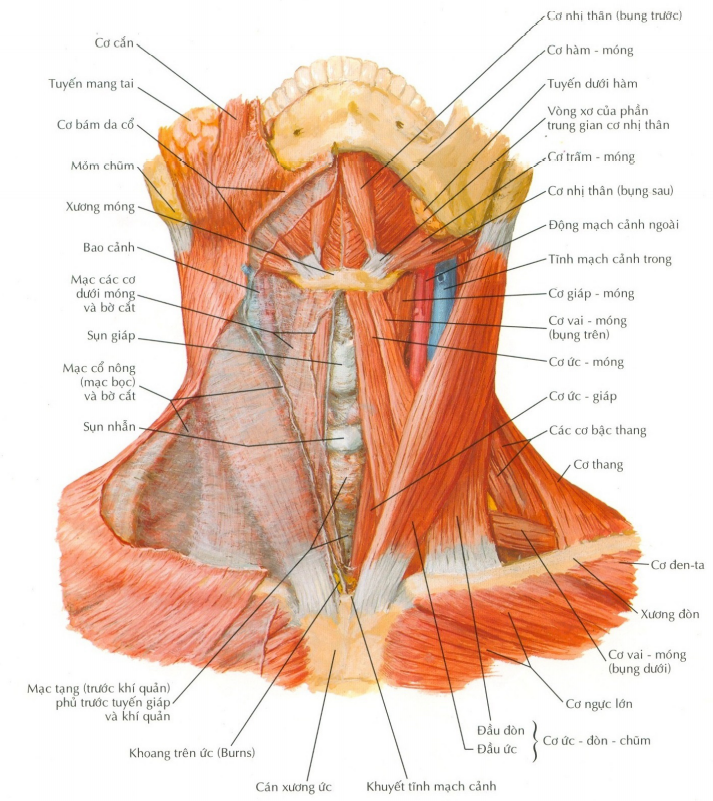 Cơ cắn
Tuyến mang tai
Cơ bám da cổ
Mỏm chũm
Xương móng
Bao cảnh
Mạc các cơ
dưới móng
và bờ cắt
Sụn giáp
Mạc cổ nông
(mạc bọc)
và bờ cắt
Sụn nhẫn
Mạc tạng (trước khí quản)
phủ trước tuyến giáp
và khí quản
Khoang trên ức (Burns)
Cán xương ức
Khuyết tĩnh mạch cảnh
Cơ nhị thân (bụng trước)
Cơ hàm - móng
Tuyến dưới hàm
Vòng xơ của phần
trung gian cơ nhị thân
Cơ trâm - móng
Cơ nhị thân (bụng sau)
Động mạch cảnh ngoài
Tĩnh mạch cảnh trong
Cơ giáp - móng
Cơ vai - móng
(bụng trên)
Cơ ức - móng
Cơ ức - giáp
Các cơ bậc thang
Cơ thang
Cơ đen-ta
Xương đòn
Cơ vai - móng
(bụng dưới)
Cơ ngực lớn
Đầu đòn
Đầu ức
Cơ ức - đòn - chũm